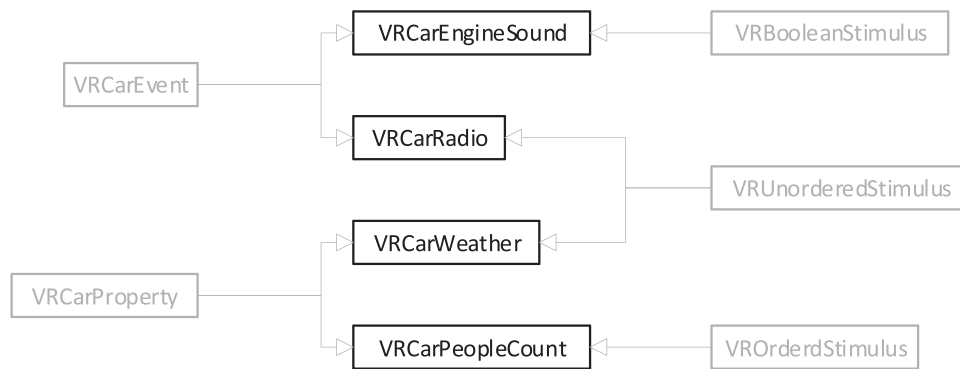 VRCarEngineSound
VRBooleanStimulus
VRCarEvent
VRCarRadio
VRUnorderedStimulus
VRCarWeather
VRCarProperty
VRCarPeopleCount
VROrderdStimulus